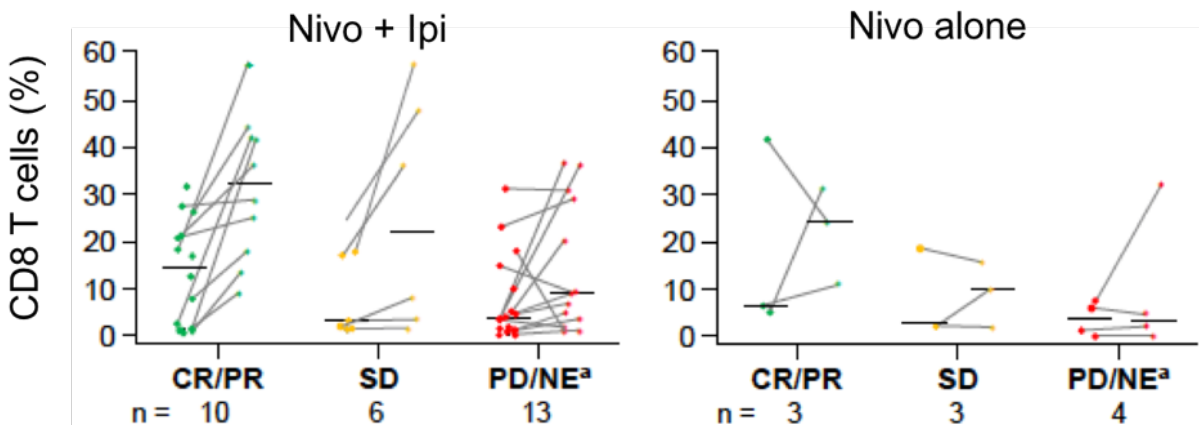 Nivo + Ipi
CD8 T cells (%)
60
50
40
30
20
10
0
CR/PR SD PD/NEª
n = 10 6 13
Nivo alone
60
50
40
30
20
10
0
CR/PR SD PD/NEª
n = 3 3 4